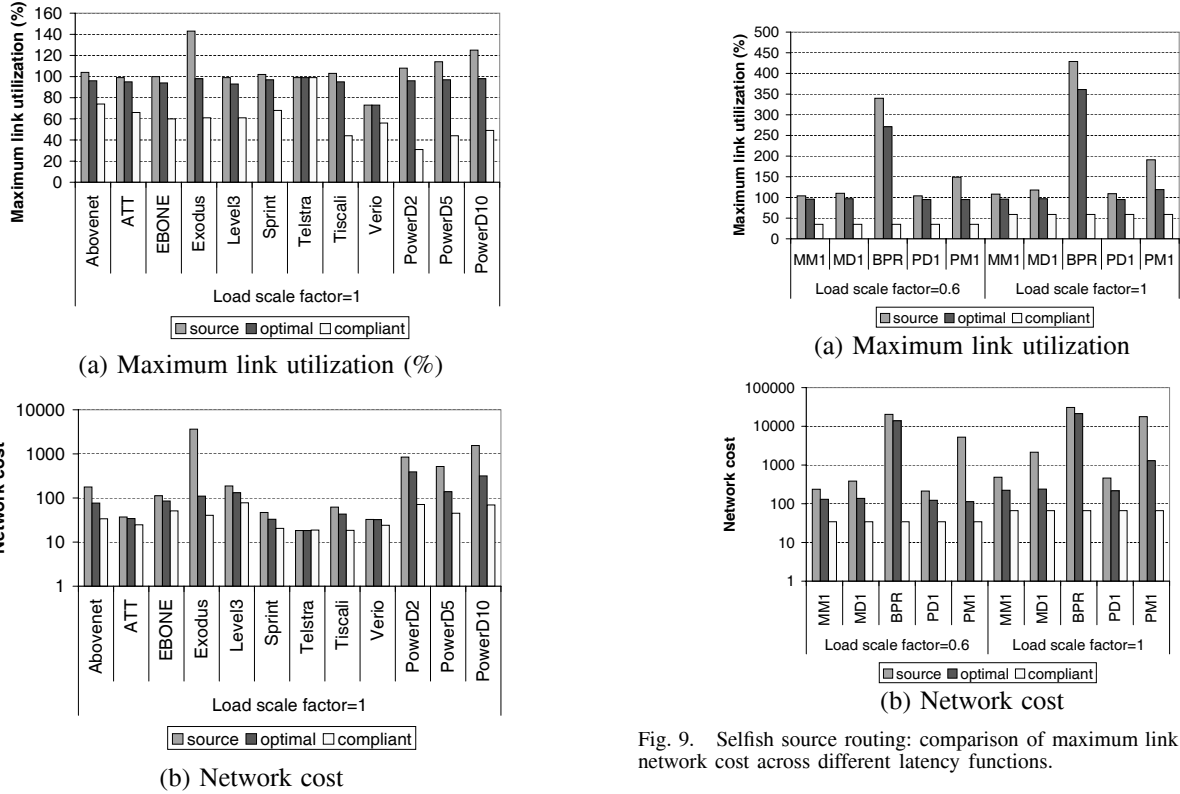 Maximum link utilization (%)
160
140
120
100
80
60
40
20
0
Abovenet
ATT
EBONE
Exodus
Level3
Sprint
Telstra
Tiscali
Verio
PowerD2
PowerD5
PowerD10
Load scale factor=1
source optimal compliant
(a) Maximum link utilization (%)
Network cost
10000
1000
100
10
1
Abovenet
ATT
EBONE
Exodus
Level3
Sprint
Telstra
Tiscali
Verio
PowerD2
PowerD5
PowerD10
Load scale factor=1
source optimal compliant
(b) Network cost
Maximum link utilization (%)
500
450
400
350
300
250
200
150
100
50
0
MM1 MD1 BPR PD1 PM1 MM1 MD1 BPR PD1 PM1
Load scale factor=0.6 Load scale factor=1
source optimal compliant
(a) Maximum link utilization
Network cost
100000
10000
1000
100
10
1
MM1
MD1
BPR
PD1
PM1
MM1
MD1
BPR
PD1
PM1
Load scale factor=0.6 Load scale factor=1
source optimal compliant
(b) Network cost
Fig. 9. Selfish source routing: comparison of maximum link
network cost across different latency functions.